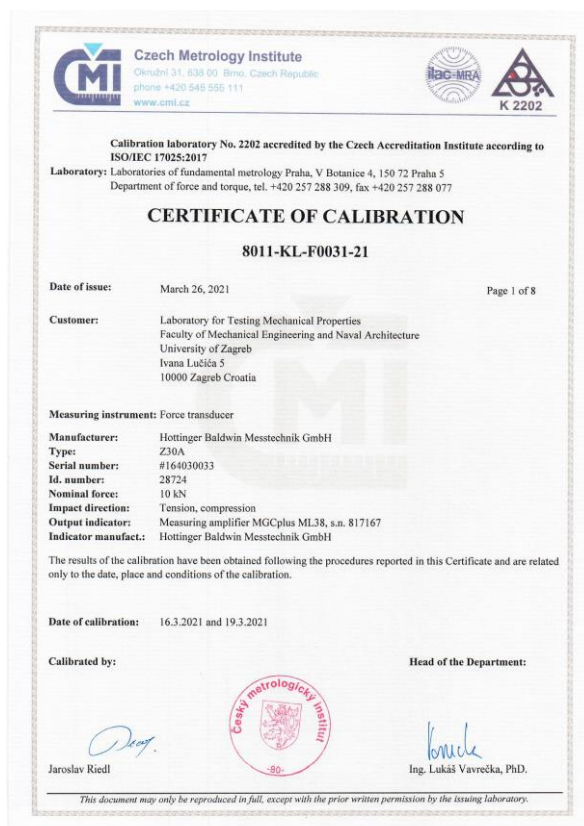 CMI
Czech Metrology Institute
Okružní 31, 638 00 Brno, Czech Republic
phone +420 545 555 111
www.cmi.cz
ilac-MRA
K 2202
Calibration laboratory No. 2202 accredited by the Czech Accreditation Institute according to
ISO/IEC 17025:2017
Laboratory: Laboratories of fundamental metrology Praha, V Botanice 4, 150 72 Praha 5
Department of force and torque, tel. +420 257 288 309, fax +420 257 288 077
CERTIFICATE OF CALIBRATION
8011-KL-F0031-21
Date of issue: March 26, 2021 Page 1 of 8
Customer: Laboratory for Testing Mechanical Properties
Faculty of Mechanical Engineering and Naval Architecture
University of Zagreb
Ivana Lučića 5
10000 Zagreb Croatia
Measuring instrument: Force transducer
Manufacturer: Hottinger Baldwin Messtechnik GmbH
Type: Z30A
Serial number: #164030033
Id. number: 28724
Nominal force: 10 kN
Impact direction: Tension, compression
Output indicator: Measuring amplifier MGCplus ML38, s.n. 817167
Indicator manufact.: Hottinger Baldwin Messtechnik GmbH
The results of the calibration have been obtained following the procedures reported in this Certificate and are related
only to the date, place and conditions of the calibration.
Date of calibration: 16.3.2021 and 19.3.2021
Calibrated by: Head of the Department:
Český metrologický institut
-80-
Jaroslav Riedl Ing. Lukáš Vavrečka, PhD.
This document may only be reproduced in full, except with the prior written permission by the issuing laboratory.